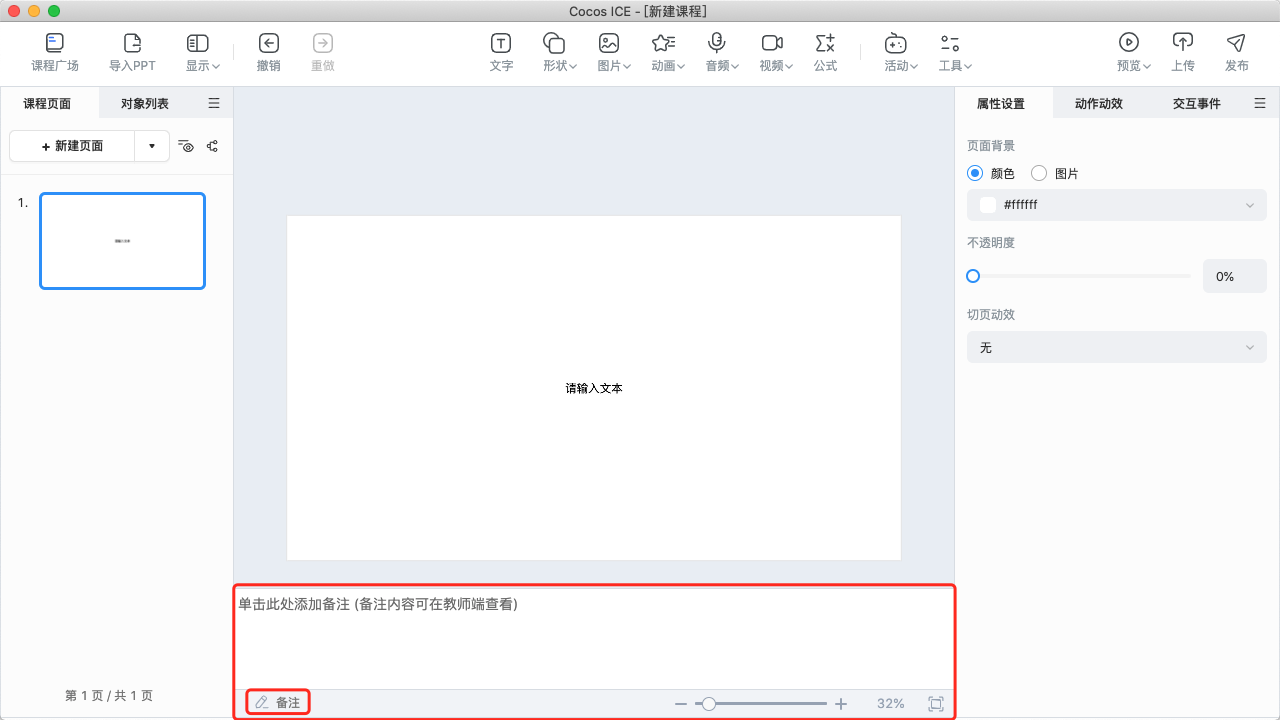 Cocos ICE - [新建课程]
课程广场 导入PPT 显示 撤销 重做 文字 形状 图片 动画 音频 视频 公式 活动 工具 预览 上传 发布
课程页面 对象列表 属性设置 动作动效 交互事件
+ 新建页面
页面背景
颜色 图片
1.
#ffffff
不透明度
0%
切页动效
无
请输入文本
单击此处添加备注 (备注内容可在教师端查看)
第 1 页 / 共 1 页
备注 32%